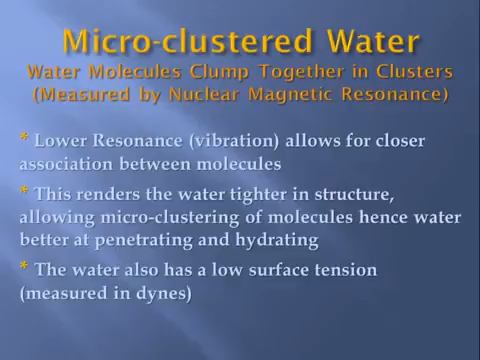 Micro-clustered Water
Water Molecules Clump Together in Clusters
(Measured by Nuclear Magnetic Resonance)
* Lower Resonance (vibration) allows for closer
association between molecules
* This renders the water tighter in structure,
allowing micro-clustering of molecules hence water
better at penetrating and hydrating
* The water also has a low surface tension
(measured in dynes)